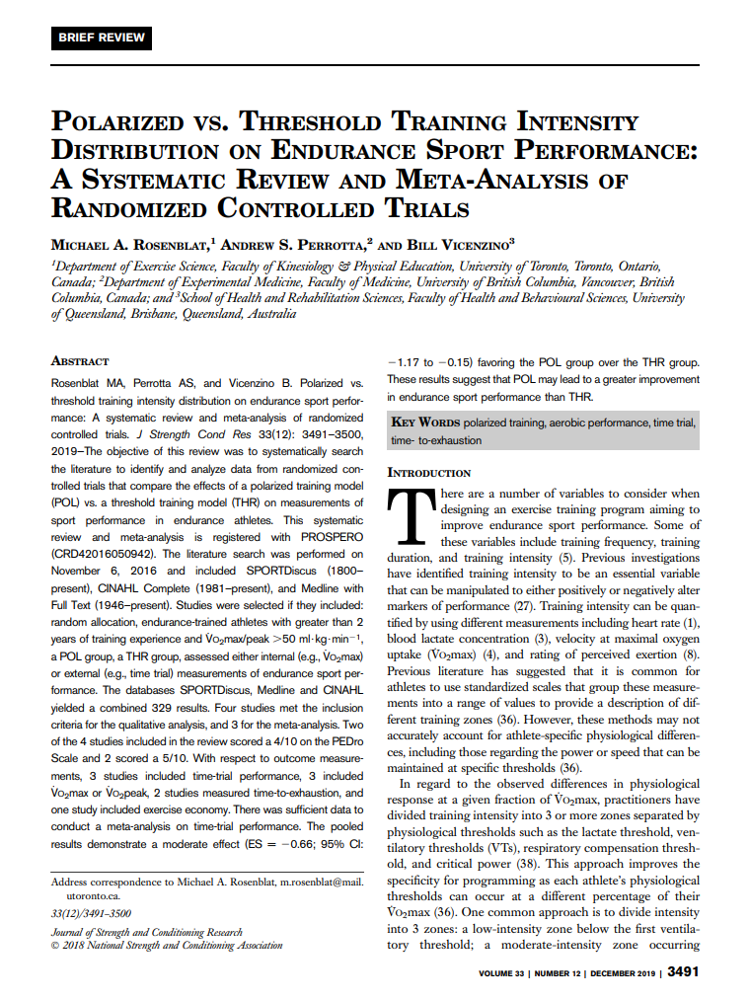 BRIEF REVIEW
POLARIZED VS. THRESHOLD TRAINING INTENSITY
DISTRIBUTION ON ENDURANCE SPORT PERFORMANCE:
A SYSTEMATIC REVIEW AND META-ANALYSIS OF
RANDOMIZED CONTROLLED TRIALS
MICHAEL A. ROSENBLAT,¹ ANDREW S. PERROTTA,² AND BILL VICENZINO³
¹Department of Exercise Science, Faculty of Kinesiology & Physical Education, University of Toronto, Toronto, Ontario,
Canada; ²Department of Experimental Medicine, Faculty of Medicine, University of British Columbia, Vancouver, British
Columbia, Canada; and ³School of Health and Rehabilitation Sciences, Faculty of Health and Behavioural Sciences, University
of Queensland, Brisbane, Queensland, Australia
ABSTRACT
Rosenblat MA, Perrotta AS, and Vicenzino B. Polarized vs.
threshold training intensity distribution on endurance sport perfor-
mance: A systematic review and meta-analysis of randomized
controlled trials. J Strength Cond Res 33(12): 3491–3500,
2019—The objective of this review was to systematically search
the literature to identify and analyze data from randomized con-
trolled trials that compare the effects of a polarized training model
(POL) vs. a threshold training model (THR) on measurements of
sport performance in endurance athletes. This systematic
review and meta-analysis is registered with PROSPERO
(CRD42016050942). The literature search was performed on
November 6, 2016 and included SPORTDiscus (1800–
present), CINAHL Complete (1981–present), and Medline with
Full Text (1946–present). Studies were selected if they included:
random allocation, endurance-trained athletes with greater than 2
years of training experience and V̇O₂max/peak >50 ml·kg·min⁻¹,
a POL group, a THR group, assessed either internal (e.g., V̇O₂max)
or external (e.g., time trial) measurements of endurance sport per-
formance. The databases SPORTDiscus, Medline and CINAHL
yielded a combined 329 results. Four studies met the inclusion
criteria for the qualitative analysis, and 3 for the meta-analysis. Two
of the 4 studies included in the review scored a 4/10 on the PEDro
Scale and 2 scored a 5/10. With respect to outcome measure-
ments, 3 studies included time-trial performance, 3 included
V̇O₂max or V̇O₂peak, 2 studies measured time-to-exhaustion, and
one study included exercise economy. There was sufficient data to
conduct a meta-analysis on time-trial performance. The pooled
results demonstrate a moderate effect (ES = −0.66; 95% CI:
Address correspondence to Michael A. Rosenblat, m.rosenblat@mail.
utoronto.ca.
33(12)/3491–3500
Journal of Strength and Conditioning Research
© 2018 National Strength and Conditioning Association
−1.17 to −0.15) favoring the POL group over the THR group.
These results suggest that POL may lead to a greater improvement
in endurance sport performance than THR.
KEY WORDS polarized training, aerobic performance, time trial,
time- to-exhaustion
INTRODUCTION
There are a number of variables to consider when
designing an exercise training program aiming to
improve endurance sport performance. Some of
these variables include training frequency, training
duration, and training intensity (5). Previous investigations
have identified training intensity to be an essential variable
that can be manipulated to either positively or negatively alter
markers of performance (27). Training intensity can be quan-
tified by using different measurements including heart rate (1),
blood lactate concentration (3), velocity at maximal oxygen
uptake (V̇O₂max) (4), and rating of perceived exertion (8).
Previous literature has suggested that it is common for
athletes to use standardized scales that group these measure-
ments into a range of values to provide a description of dif-
ferent training zones (36). However, these methods may not
accurately account for athlete-specific physiological differen-
ces, including those regarding the power or speed that can be
maintained at specific thresholds (36).
In regard to the observed differences in physiological
response at a given fraction of V̇O₂max, practitioners have
divided training intensity into 3 or more zones separated by
physiological thresholds such as the lactate threshold, ven-
tilatory thresholds (VTs), respiratory compensation thresh-
old, and critical power (38). This approach improves the
specificity for programming as each athlete's physiological
thresholds can occur at a different percentage of their
V̇O₂max (36). One common approach is to divide intensity
into 3 zones: a low-intensity zone below the first ventila-
tory threshold; a moderate-intensity zone occurring
VOLUME 33 | NUMBER 12 | DECEMBER 2019 | 3491